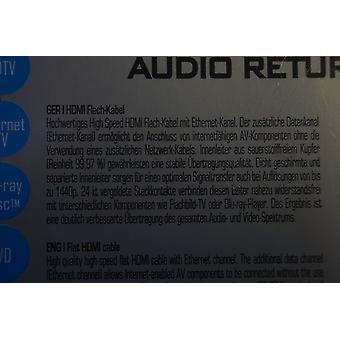 AUDIO RETUR
DTV
ernet
TV
-ray
sc™
VD
GER | HDMI Flach-Kabel
Hochwertiges High Speed HDMI Flach-Kabel mit Ethernet-Kanel. Der zusätzliche Datenkanal
(Ethernet-Kanal) ermöglicht den Anschluss von internetfähigen AV-Komponenten ohne die
Verwendung eines zusätzlichen Netzwerk-Kabels. Innenleiter aus sauerstofffreiem Kupfer
(Reinheit 99,97 %) gewährleisten eine stabile Übertragungsqualität. Dicht geschirmte und
separierte Innenleiter sorgen für einen optimalen Signaltransfer auch bei Auflösungen von bis
zu 1440p. 24 kt vergoldete Steckkontakte verbinden diesen Leiter nahezu widerstandsfrei
mit unterschiedlichen Komponenten wie Flachbild-TV oder Blu-ray-Player. Das Ergebnis ist
eine deutlich verbesserte Übertragung des gesamten Audio- und Video-Spektrums.
ENG | Flat HDMI cable
High quality high-speed flat HDMI cable with Ethernet channel. The additional data channel
(Ethernet channel) allows Internet-enabled AV components to be connected without the use